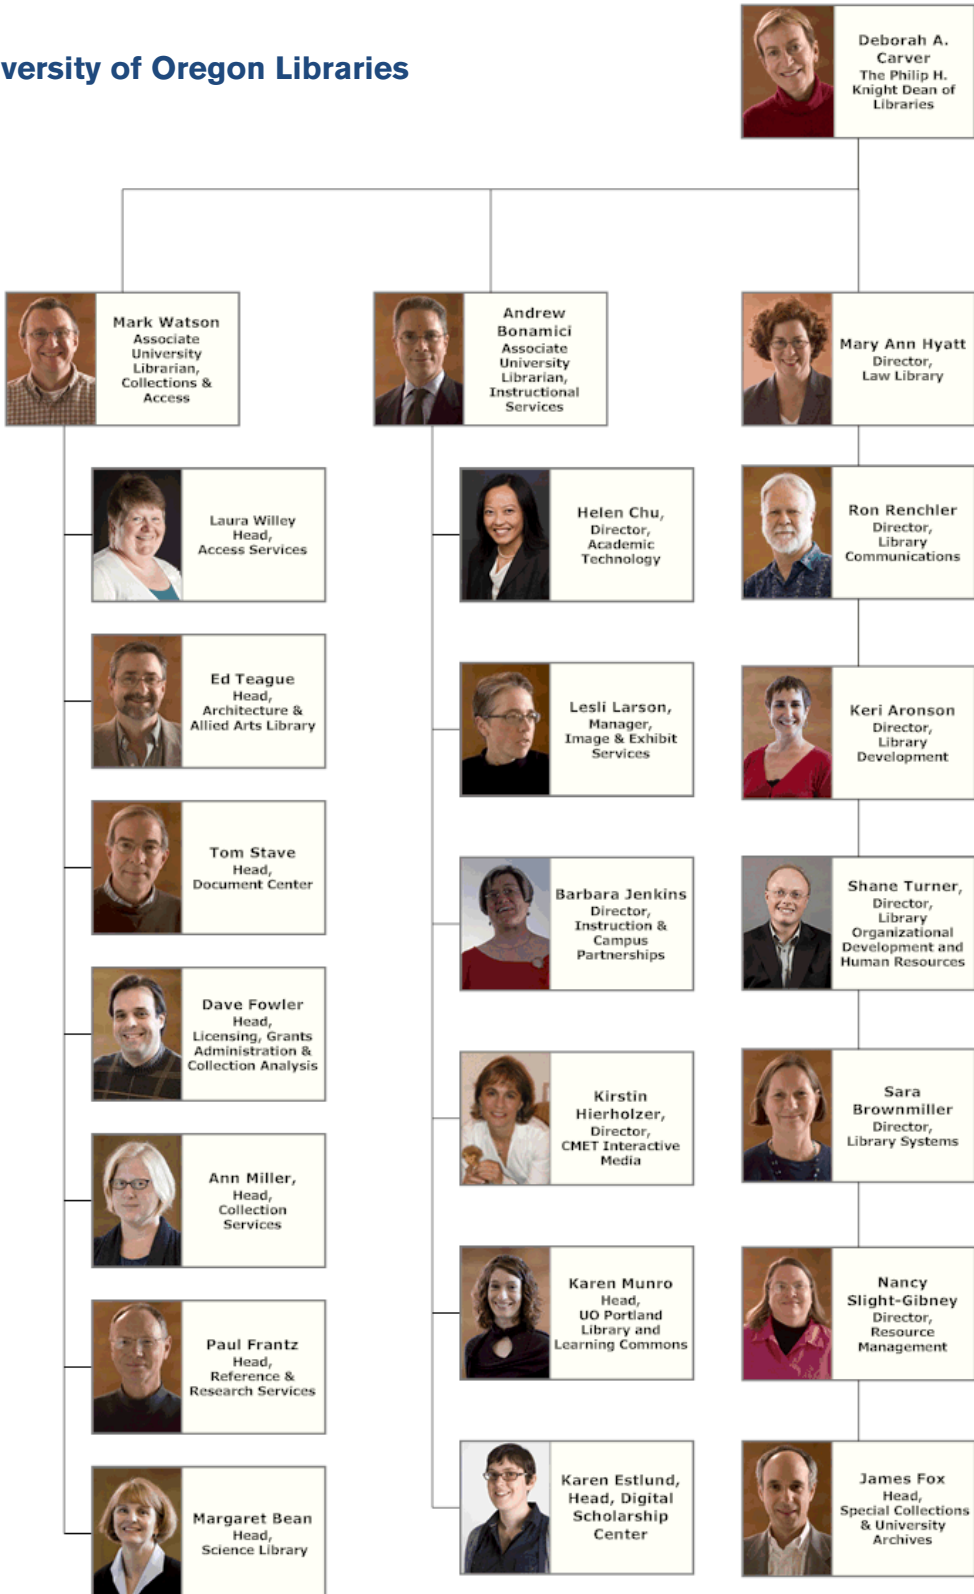 versity of Oregon Libraries
Deborah A.
Carver
The Philip H.
Knight Dean of
Libraries
Mark Watson
Associate
University
Librarian,
Collections &
Access
Andrew
Bonamici
Associate
University
Librarian,
Instructional
Services
Mary Ann Hyatt
Director,
Law Library
Laura Willey
Head,
Access Services
Helen Chu,
Director,
Academic
Technology
Ron Renchler
Director,
Library
Communications
Ed Teague
Head,
Architecture &
Allied Arts Library
Lesli Larson,
Manager,
Image & Exhibit
Services
Keri Aronson
Director,
Library
Development
Tom Stave
Head,
Document Center
Barbara Jenkins
Director,
Instruction &
Campus
Partnerships
Shane Turner,
Director,
Library
Organizational
Development and
Human Resources
Dave Fowler
Head,
Licensing, Grants
Administration &
Collection Analysis
Kirstin
Hierholzer,
Director,
CMET Interactive
Media
Sara
Brownmiller
Director,
Library Systems
Ann Miller,
Head,
Collection
Services
Karen Munro
Head,
UO Portland
Library and
Learning Commons
Nancy
Slight-Gibney
Director,
Resource
Management
Paul Frantz
Head,
Reference &
Research Services
Karen Estlund,
Head, Digital
Scholarship
Center
James Fox
Head,
Special Collections
& University
Archives
Margaret Bean
Head,
Science Library